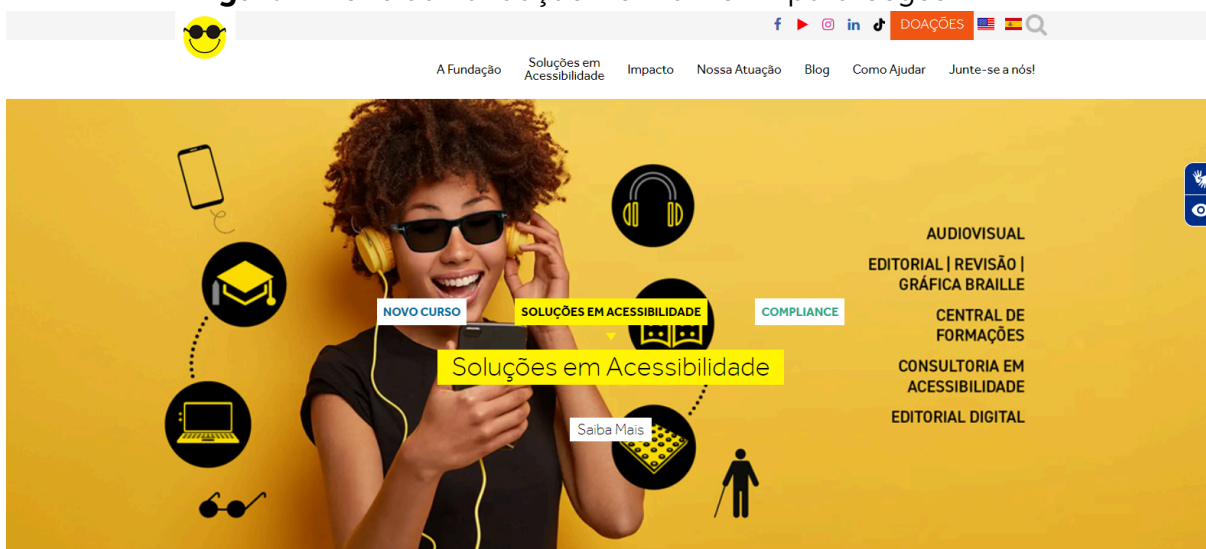 DOAÇÕES
A Fundação
Soluções em
Acessibilidade
Impacto
Nossa Atuação
Blog
Como Ajudar
Junte-se a nós!
AUDIOVISUAL
EDITORIAL | REVISÃO |
GRÁFICA BRAILLE
CENTRAL DE
FORMAÇÕES
CONSULTORIA EM
ACESSIBILIDADE
EDITORIAL DIGITAL
NOVO CURSO
SOLUÇÕES EM ACESSIBILIDADE
COMPLIANCE
Soluções em Acessibilidade
Saiba Mais